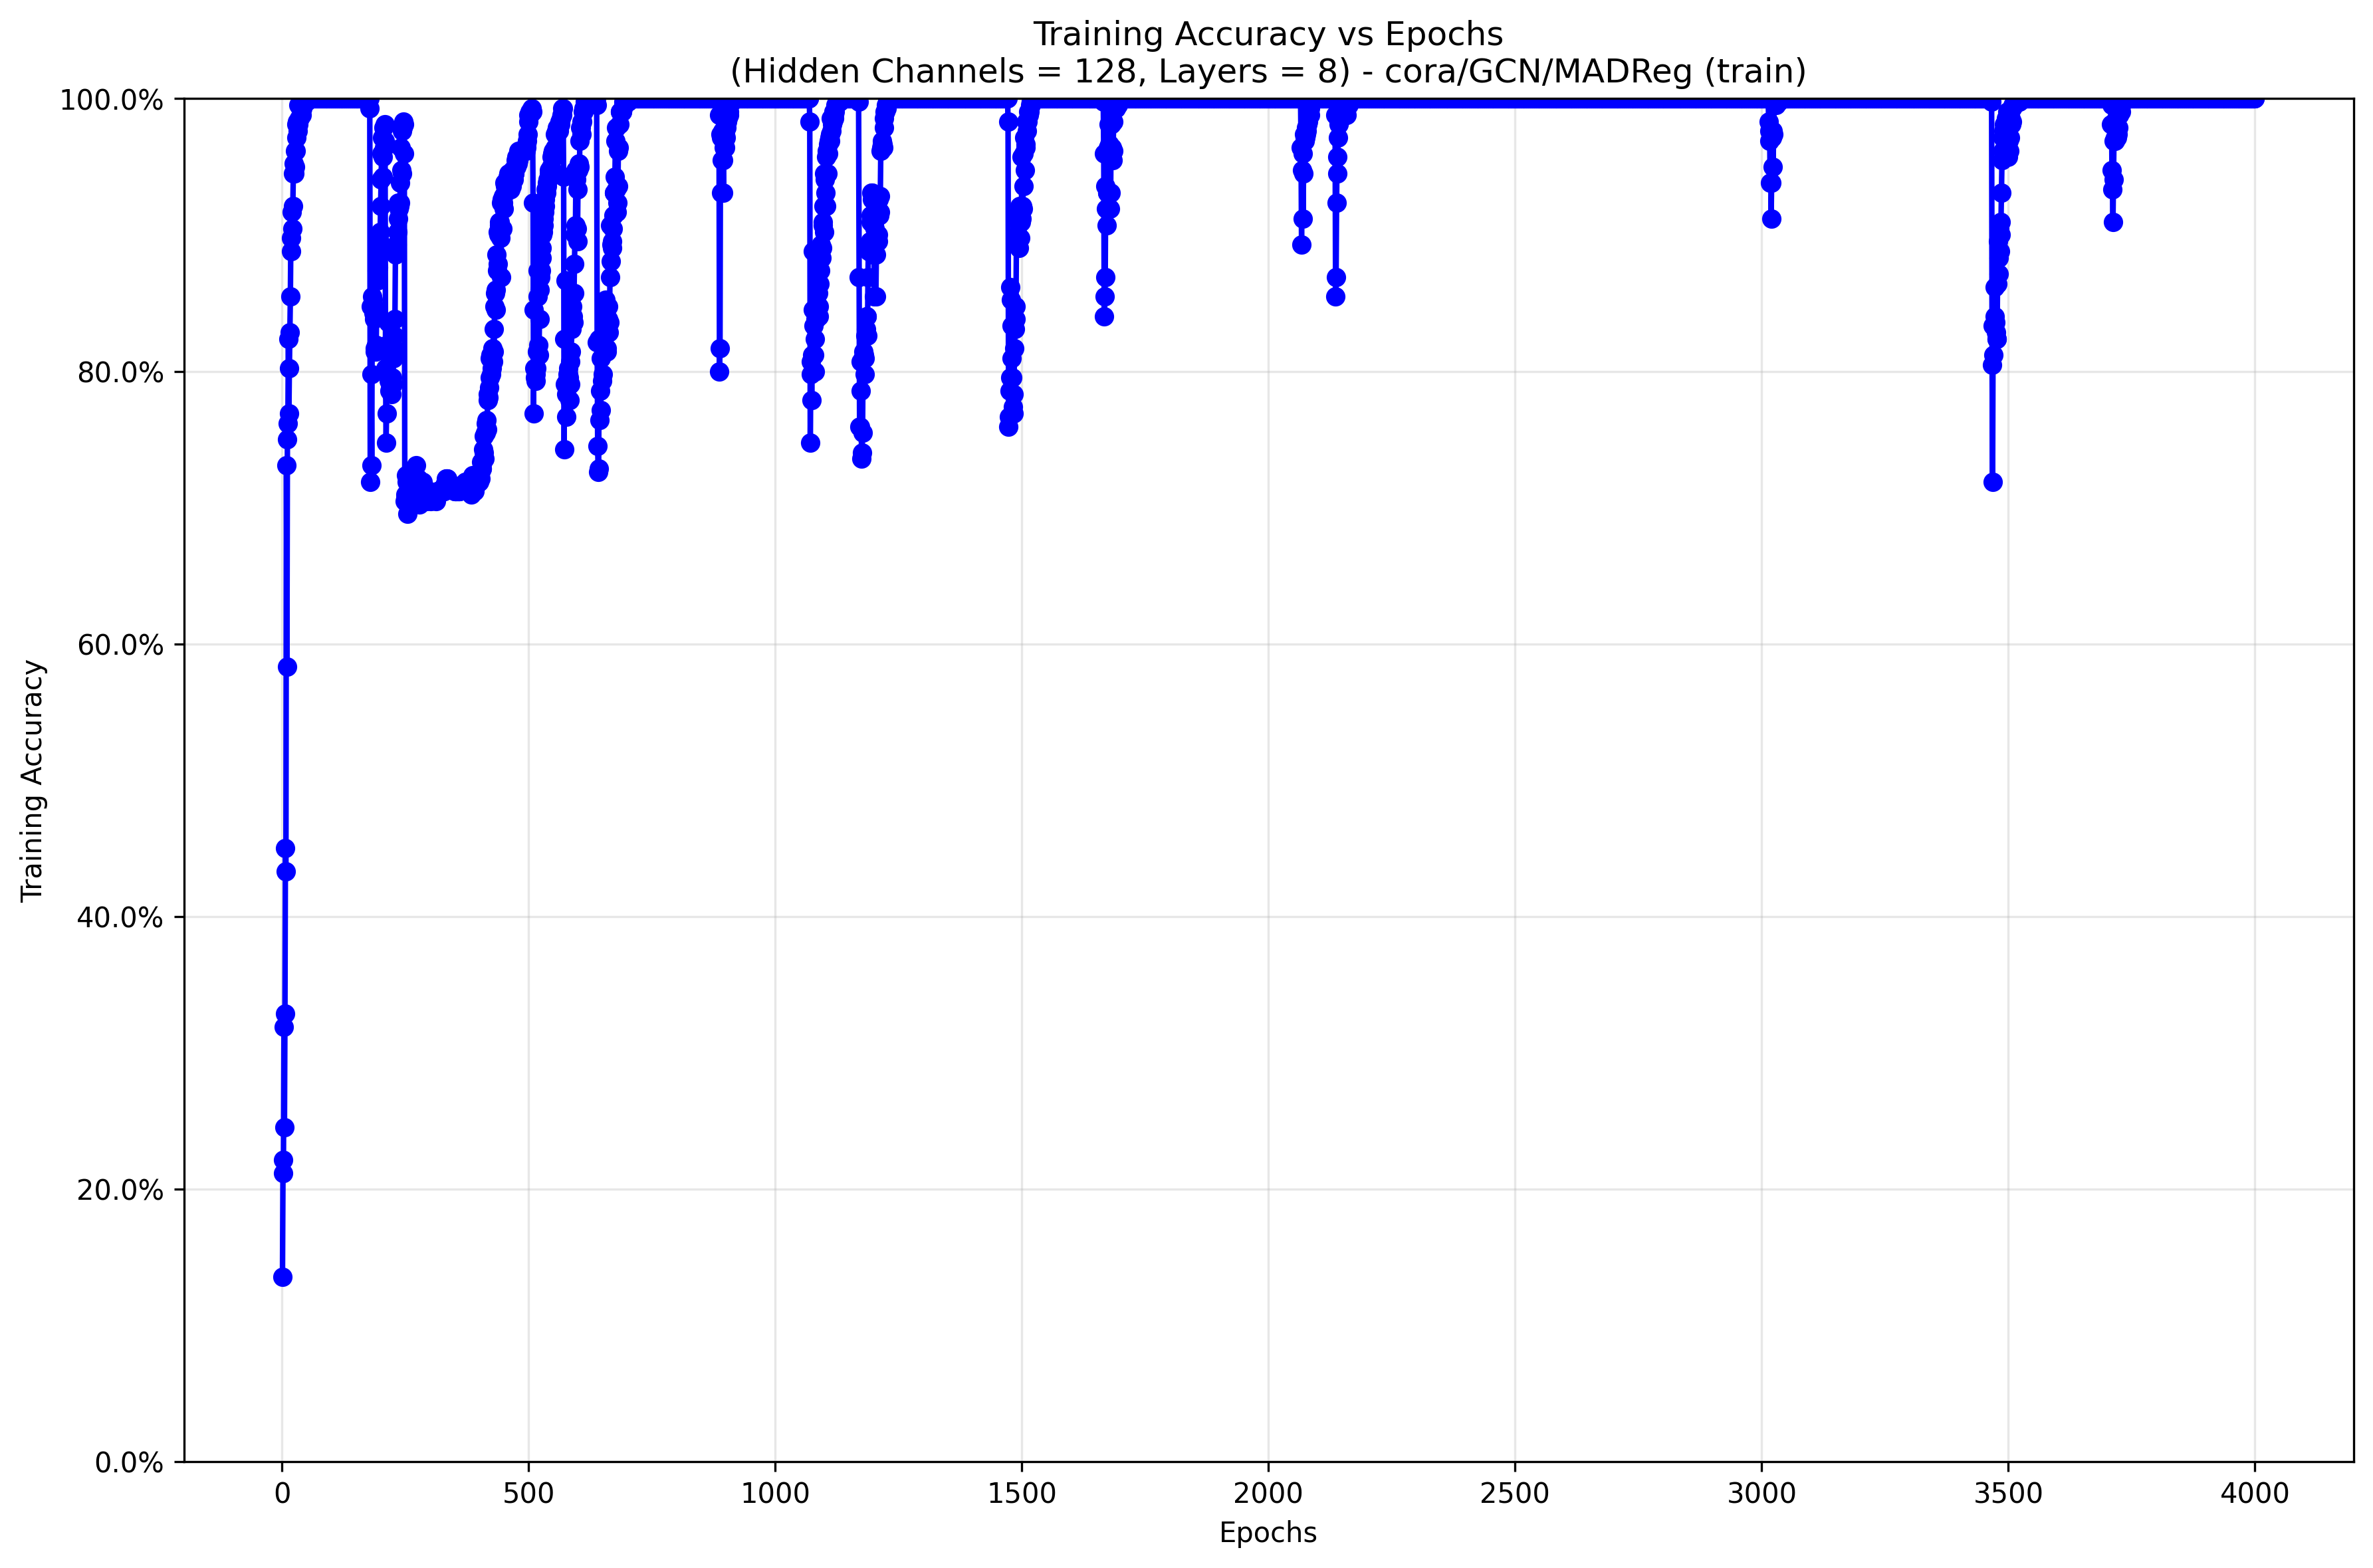 Training Accuracy vs Epochs
(Hidden Channels = 128, Layers = 8) - cora/GCN/MADReg (train)
100.0%
80.0%
60.0%
40.0%
20.0%
0.0%
Training Accuracy
0 500 1000 1500 2000 2500 3000 3500 4000
Epochs